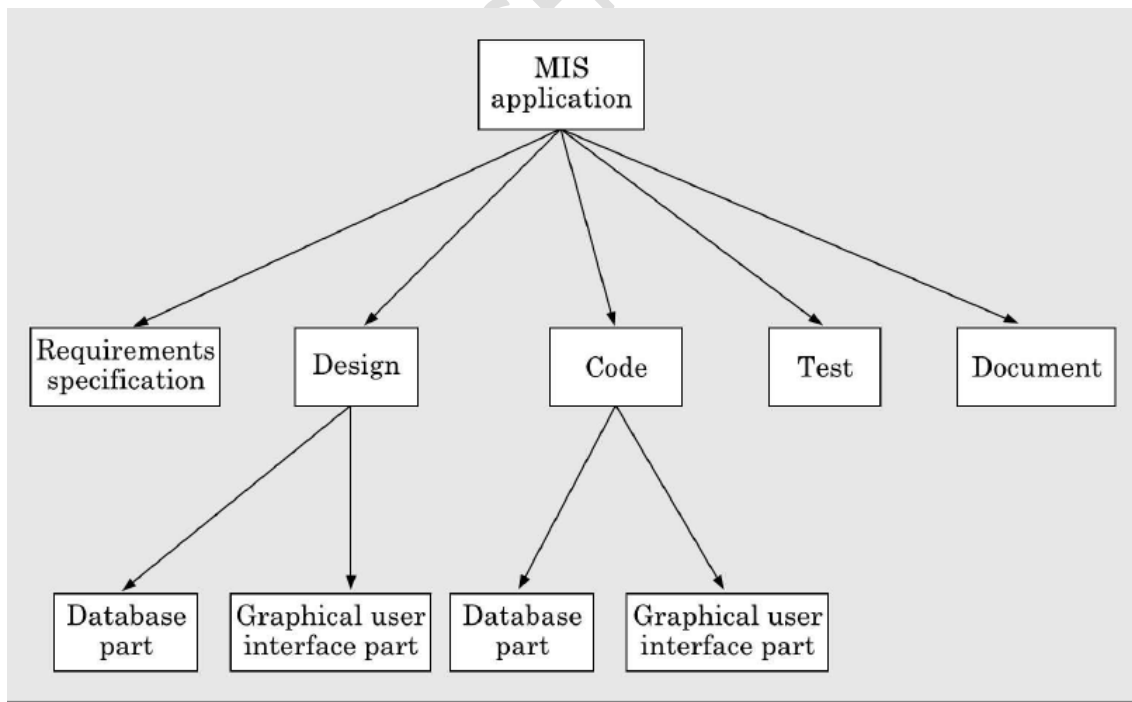 MIS
application
Requirements
specification
Design
Code
Test
Document
Database
part
Graphical user
interface part
Database
part
Graphical user
interface part